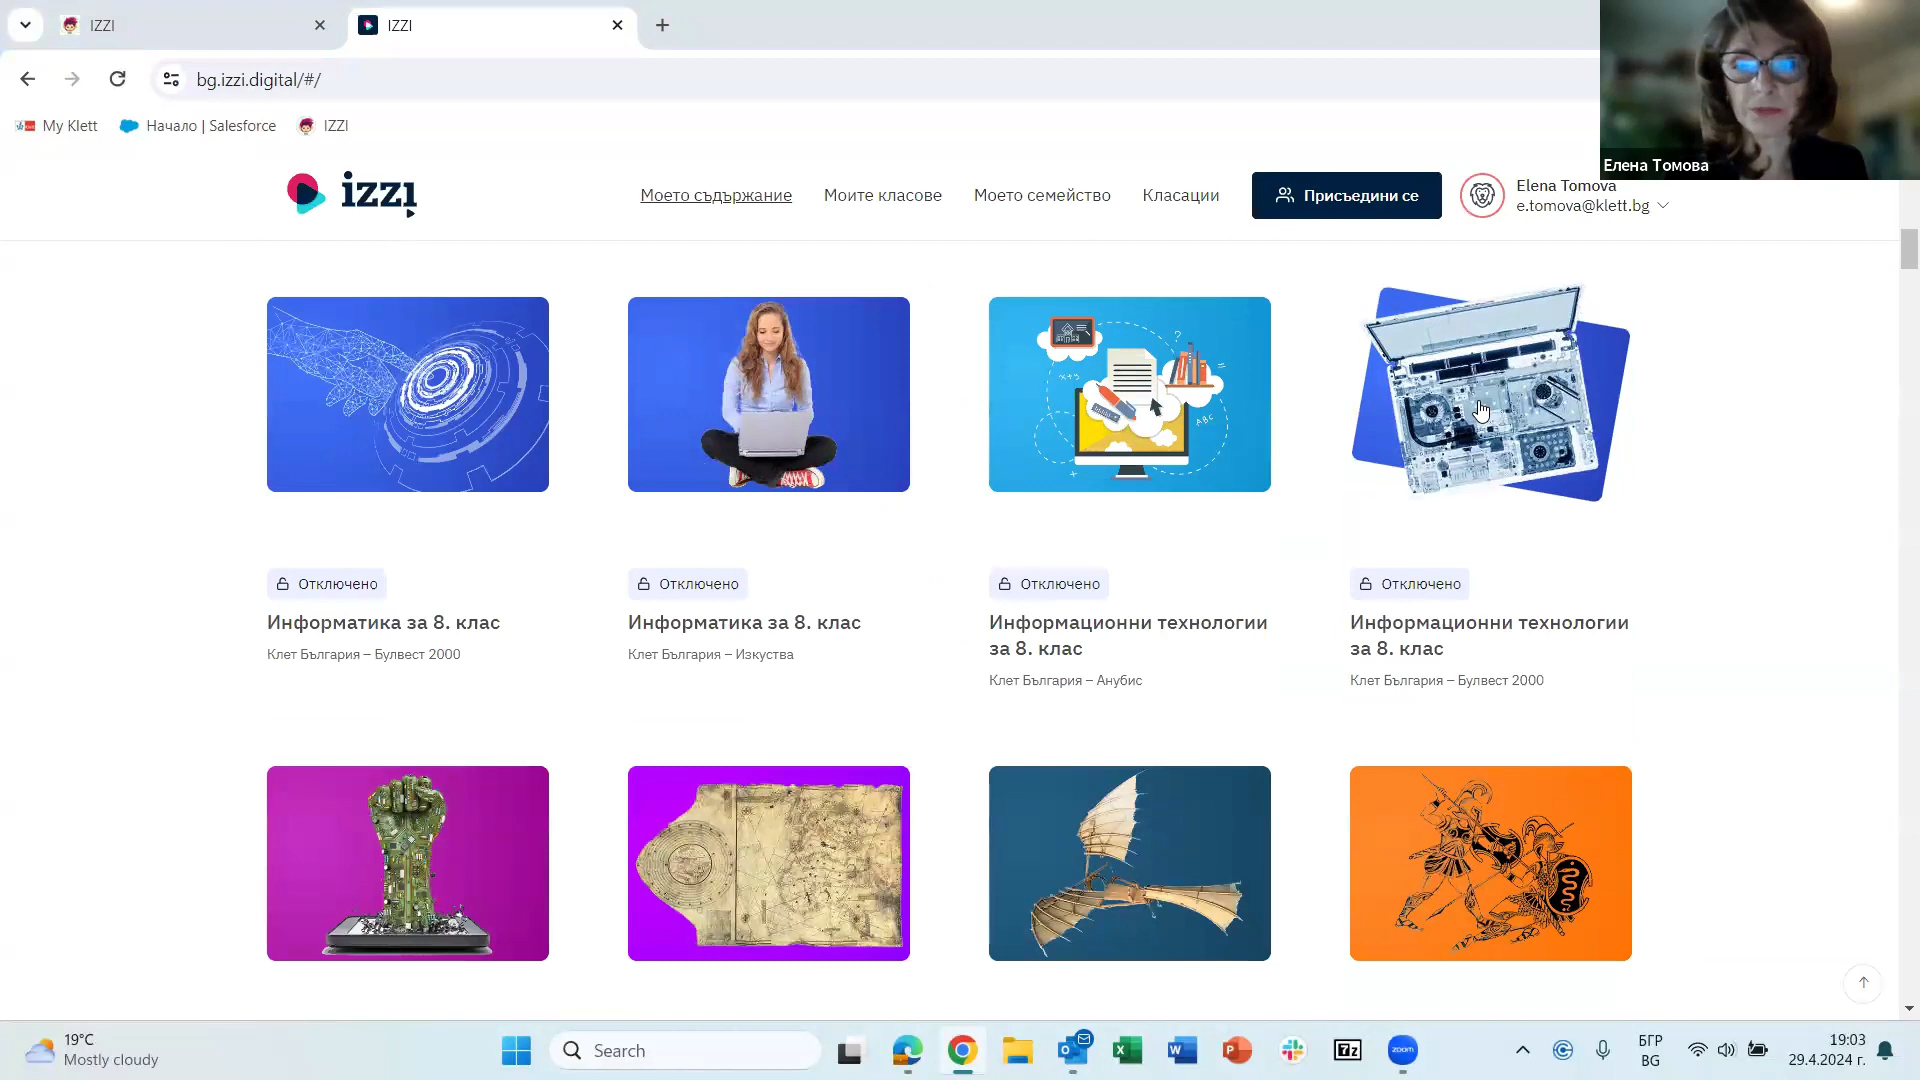 IZZI
IZZI
bg.izzi.digital/#/
My Klett
Начало | Salesforce
IZZI
Елена Томова
izzi
Моето съдържание
Моите класове
Моето семейство
Класации
Присъедини се
Elena Tomova
e.tomova@klett.bg
Отключено
Отключено
Отключено
Отключено
Информатика за 8. клас
Клет България – Булвест 2000
Информатика за 8. клас
Клет България – Изкуства
Информационни технологии
за 8. клас
Клет България – Анубис
Информационни технологии
за 8. клас
Клет България – Булвест 2000
19°C
Mostly cloudy
Search
zoom
БГР
BG
19:03
29.4.2024 г.